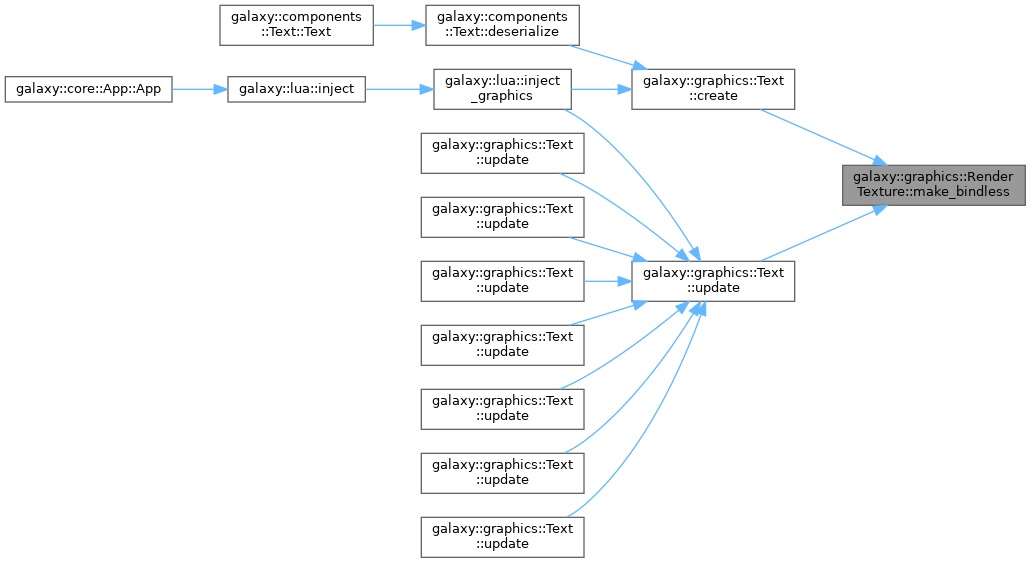 galaxy::components
::Text::Text
galaxy::components
::Text::deserialize
galaxy::core::App::App
galaxy::lua::inject
galaxy::lua::inject
_graphics
galaxy::graphics::Text
::create
galaxy::graphics::Text
::update
galaxy::graphics::Render
Texture::make_bindless
galaxy::graphics::Text
::update
galaxy::graphics::Text
::update
galaxy::graphics::Text
::update
galaxy::graphics::Text
::update
galaxy::graphics::Text
::update
galaxy::graphics::Text
::update
galaxy::graphics::Text
::update